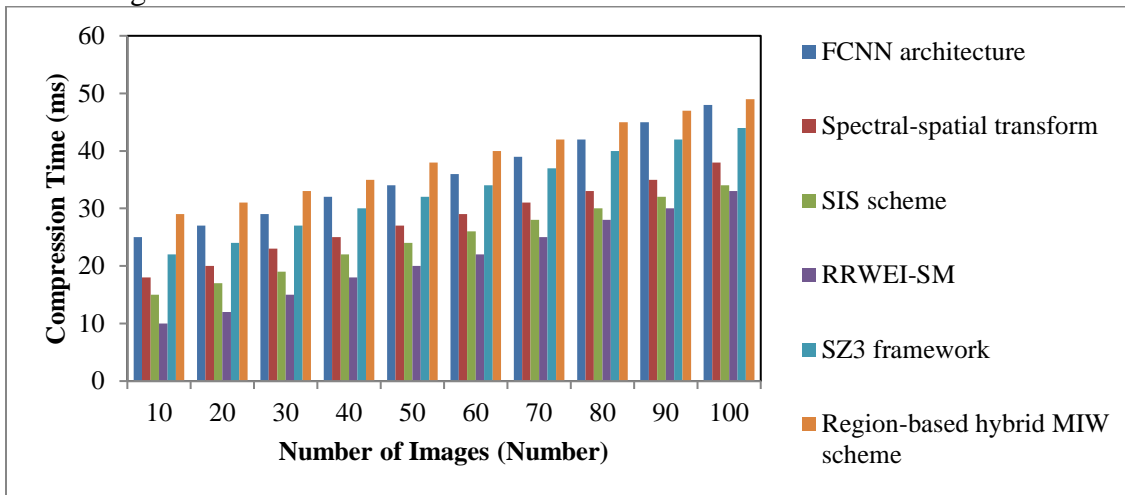 60
50
40
30
20
10
0
Compression Time (ms)
10 20 30 40 50 60 70 80 90 100
Number of Images (Number)
FCNN architecture
Spectral-spatial transform
SIS scheme
RRWEI-SM
SZ3 framework
Region-based hybrid MIW
scheme